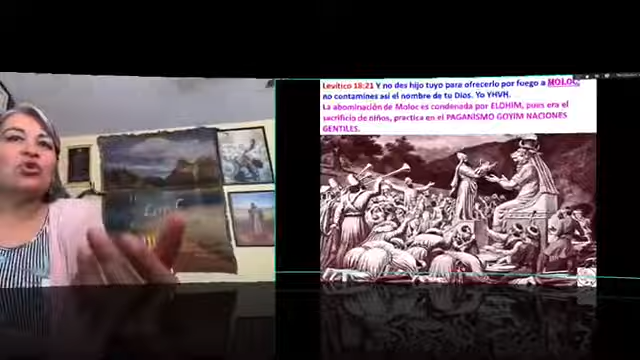 Levítico 18:21 Y no des hijo tuyo para ofrecerlo por fuego a MOLOC,
no contamines así el nombre de tu Dios. Yo YHVH.
La abominación de Moloc es condenada por ELOHIM, pues era el
sacrificio de niños, practica en el PAGANISMO GOYIM NACIONES
GENTILES.